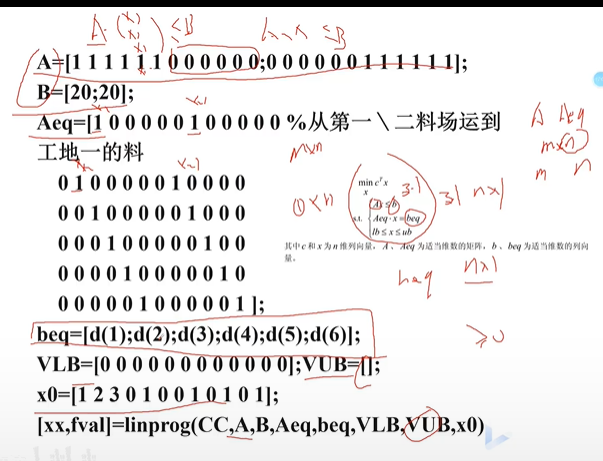 A·(x₁ x₂) ≤B
A=[1 1 1 1 1 1 0 0 0 0 0 0;0 0 0 0 0 0 1 1 1 1 1 1];
B=[20;20];
Aeq=[1 0 0 0 0 0 1 0 0 0 0 0 %从第一\二料场运到
工地一的料
0 1 0 0 0 0 0 1 0 0 0 0
0 0 1 0 0 0 0 0 1 0 0 0
0 0 0 1 0 0 0 0 0 1 0 0
0 0 0 0 1 0 0 0 0 0 1 0
0 0 0 0 0 1 0 0 0 0 0 1 ];
beq=[d(1);d(2);d(3);d(4);d(5);d(6)];
VLB=[0 0 0 0 0 0 0 0 0 0 0 0];VUB=[];
x0=[1 2 3 0 1 0 0 1 0 1 0 1];
[xx,fval]=linprog(CC,A,B,Aeq,beq,VLB,VUB,x0)
min cᵀx
x
s.t.
Ax ≤ b
Aeq · x = beq
lb ≤ x ≤ ub
其中 c 和 x 为 n 维列向量，A 、 Aeq 为适当维数的矩阵，b 、beq 为适当维数的列向
量。
A Aeq
m×n
m n
m×n
3·1
n×1
beq
n×1
≥0